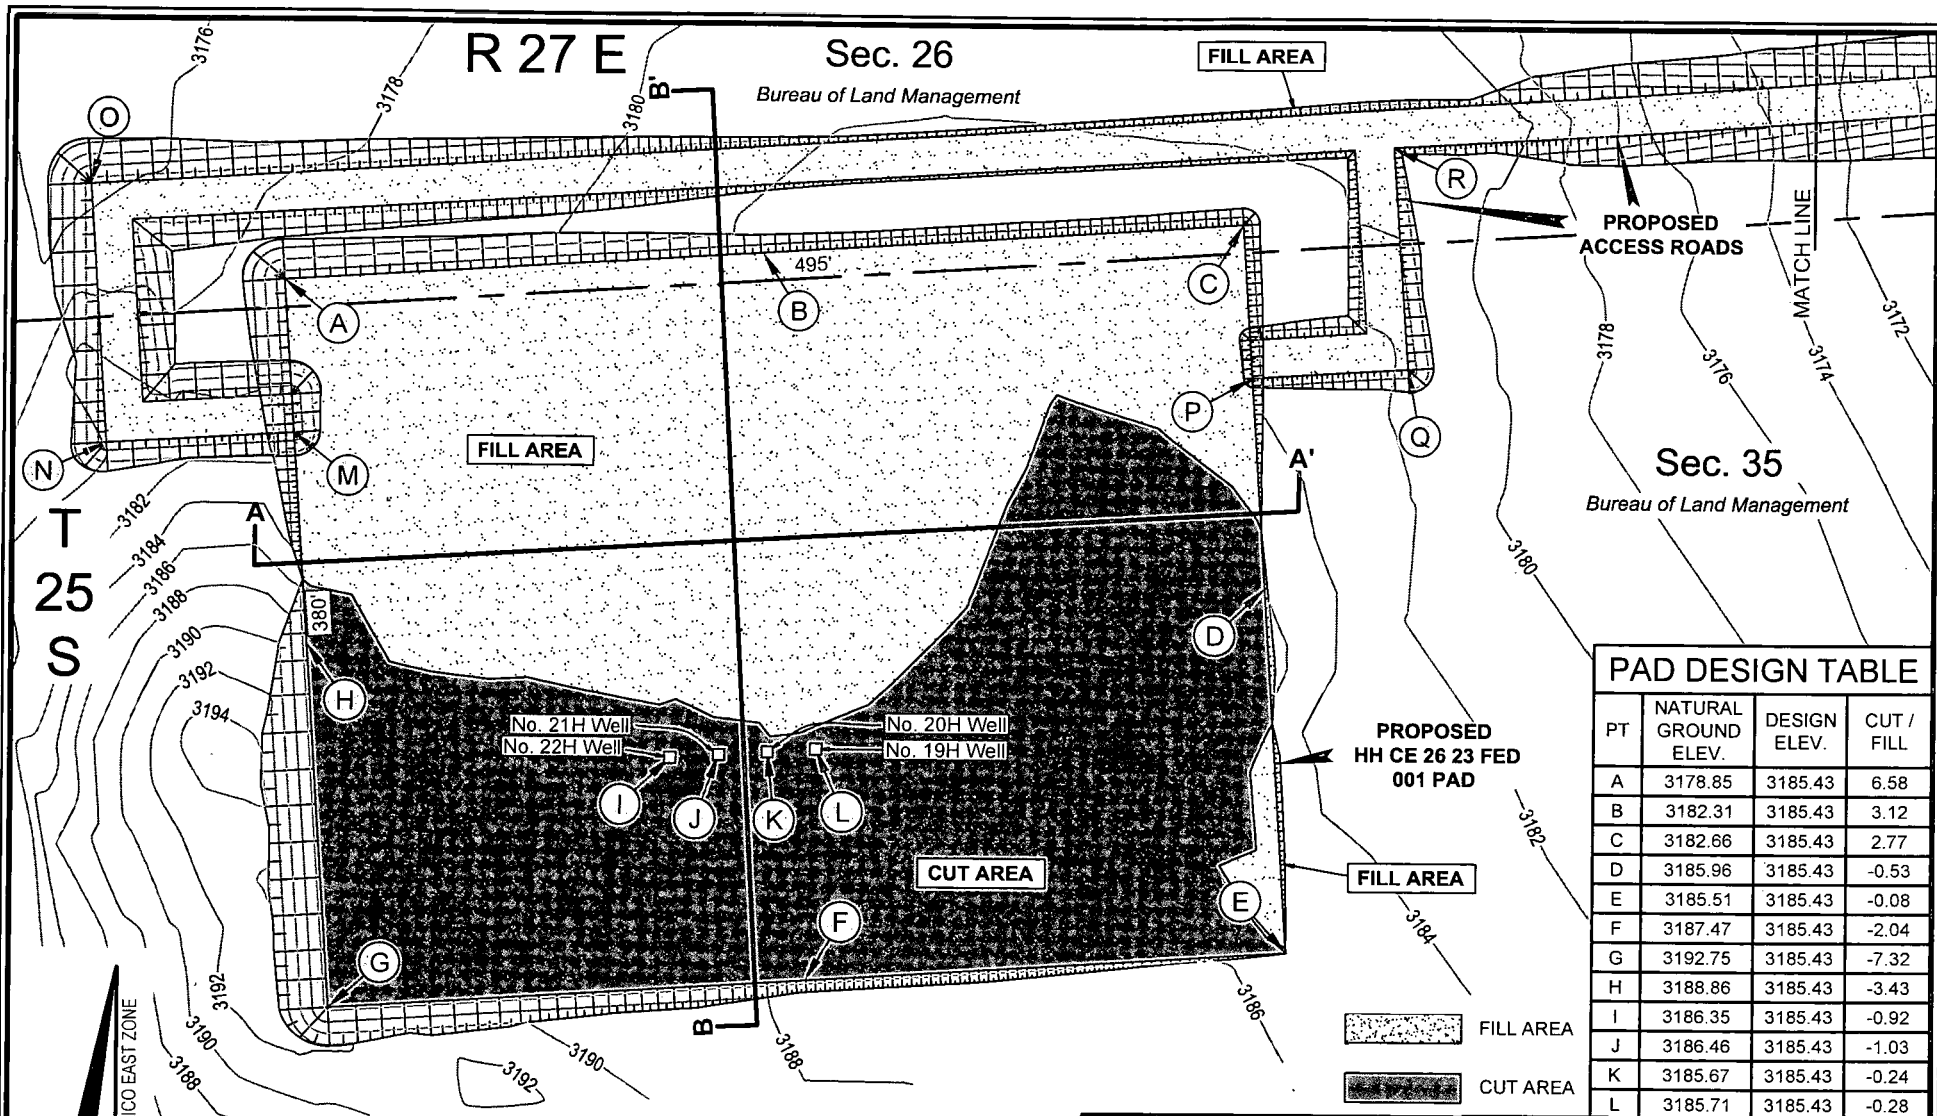 R 27 E
Sec. 26
Bureau of Land Management
FILL AREA
3176
3178
3180
B'
O
R
PROPOSED
ACCESS ROADS
MATCH LINE
495'
A
B
C
3172
3178
3176
3174
P
Q
FILL AREA
N
M
A
A'
Sec. 35
Bureau of Land Management
T
25
S
3182
3184
3186
3188
3190
3192
3194
3180
380'
H
D
No. 21H Well
No. 22H Well
No. 20H Well
No. 19H Well
PROPOSED
HH CE 26 23 FED
001 PAD
I
J
K
L
3182
CUT AREA
FILL AREA
E
F
G
3184
3186
B
3188
3190
3192
3192
3190
3188
ICO EAST ZONE
FILL AREA
CUT AREA
PAD DESIGN TABLE
PT NATURAL GROUND ELEV. DESIGN ELEV. CUT / FILL
A 3178.85 3185.43 6.58
B 3182.31 3185.43 3.12
C 3182.66 3185.43 2.77
D 3185.96 3185.43 -0.53
E 3185.51 3185.43 -0.08
F 3187.47 3185.43 -2.04
G 3192.75 3185.43 -7.32
H 3188.86 3185.43 -3.43
I 3186.35 3185.43 -0.92
J 3186.46 3185.43 -1.03
K 3185.67 3185.43 -0.24
L 3185.71 3185.43 -0.28